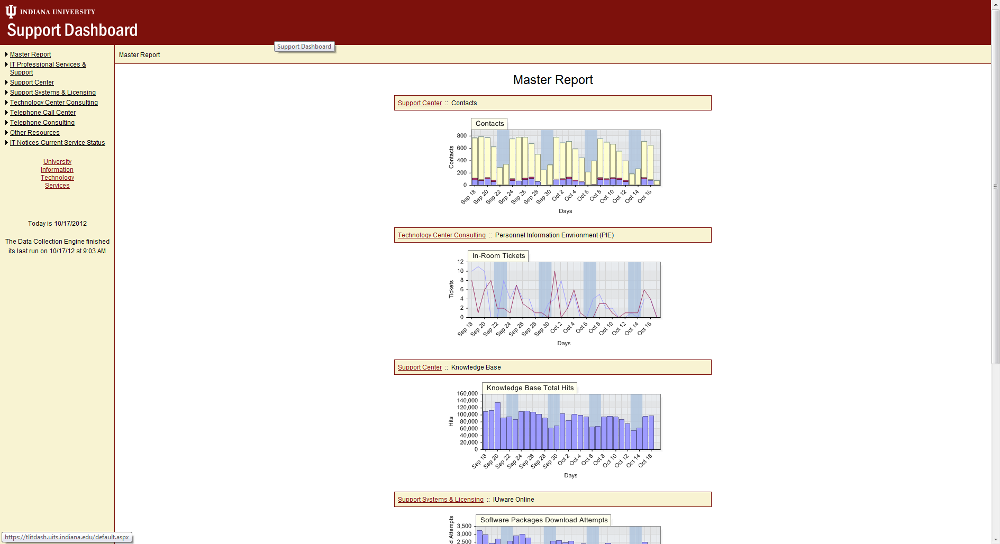 INDIANA UNIVERSITY
Support Dashboard
Support Dashboard
Master Report
IT Professional Services &
Support
Support Center
Support Systems & Licensing
Technology Center Consulting
Telephone Call Center
Telephone Consulting
Other Resources
IT Notices Current Service Status
University
Information
Technology
Services
Today is 10/17/2012
The Data Collection Engine finished
its last run on 10/17/12 at 9:03 AM
Master Report
Master Report
Support Center :: Contacts
Contacts
Contacts
800
600
400
200
0
Sep 18 Sep 20 Sep 22 Sep 24 Sep 26 Sep 28 Sep 30 Oct 2 Oct 4 Oct 6 Oct 8 Oct 10 Oct 12 Oct 14 Oct 16
Days
Technology Center Consulting :: Personnel Information Envrionment (PIE)
In-Room Tickets
Tickets
12
10
8
6
4
2
0
Sep 18 Sep 20 Sep 22 Sep 24 Sep 26 Sep 28 Sep 30 Oct 2 Oct 4 Oct 6 Oct 8 Oct 10 Oct 12 Oct 14 Oct 16
Days
Support Center :: Knowledge Base
Knowledge Base Total Hits
Hits
160,000
140,000
120,000
100,000
80,000
60,000
40,000
20,000
0
Sep 18 Sep 20 Sep 22 Sep 24 Sep 26 Sep 28 Sep 30 Oct 2 Oct 4 Oct 6 Oct 8 Oct 10 Oct 12 Oct 14 Oct 16
Days
Support Systems & Licensing :: IUware Online
Software Packages Download Attempts
d Attempts
3,500
3,000
2,500
https://tlitdash.uits.indiana.edu/default.aspx